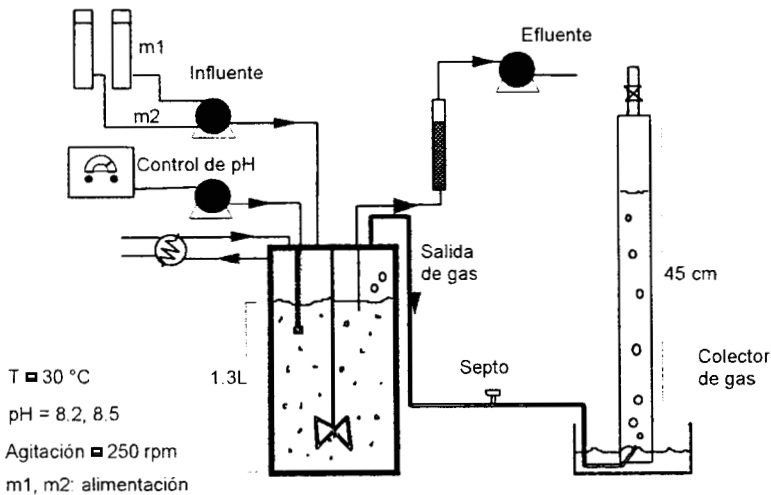 m1
Influente
m2
Control de pH
Efluente
Salida
de gas
45 cm
Septo
Colector
de gas
1.3L
T = 30 °C
pH = 8.2, 8.5
Agitación = 250 rpm
m1, m2: alimentación